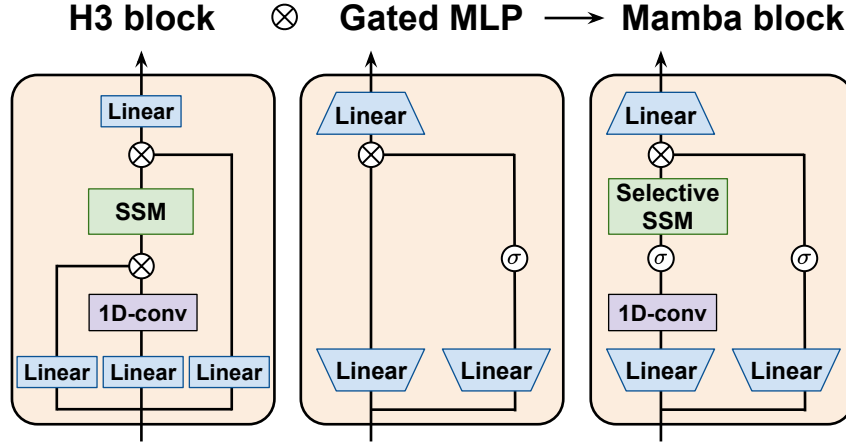 H3 block ⊗ Gated MLP → Mamba block
Linear
SSM
1D-conv
Linear Linear Linear
Linear
σ
Linear Linear
Linear
Selective
SSM
σ σ
1D-conv
Linear Linear